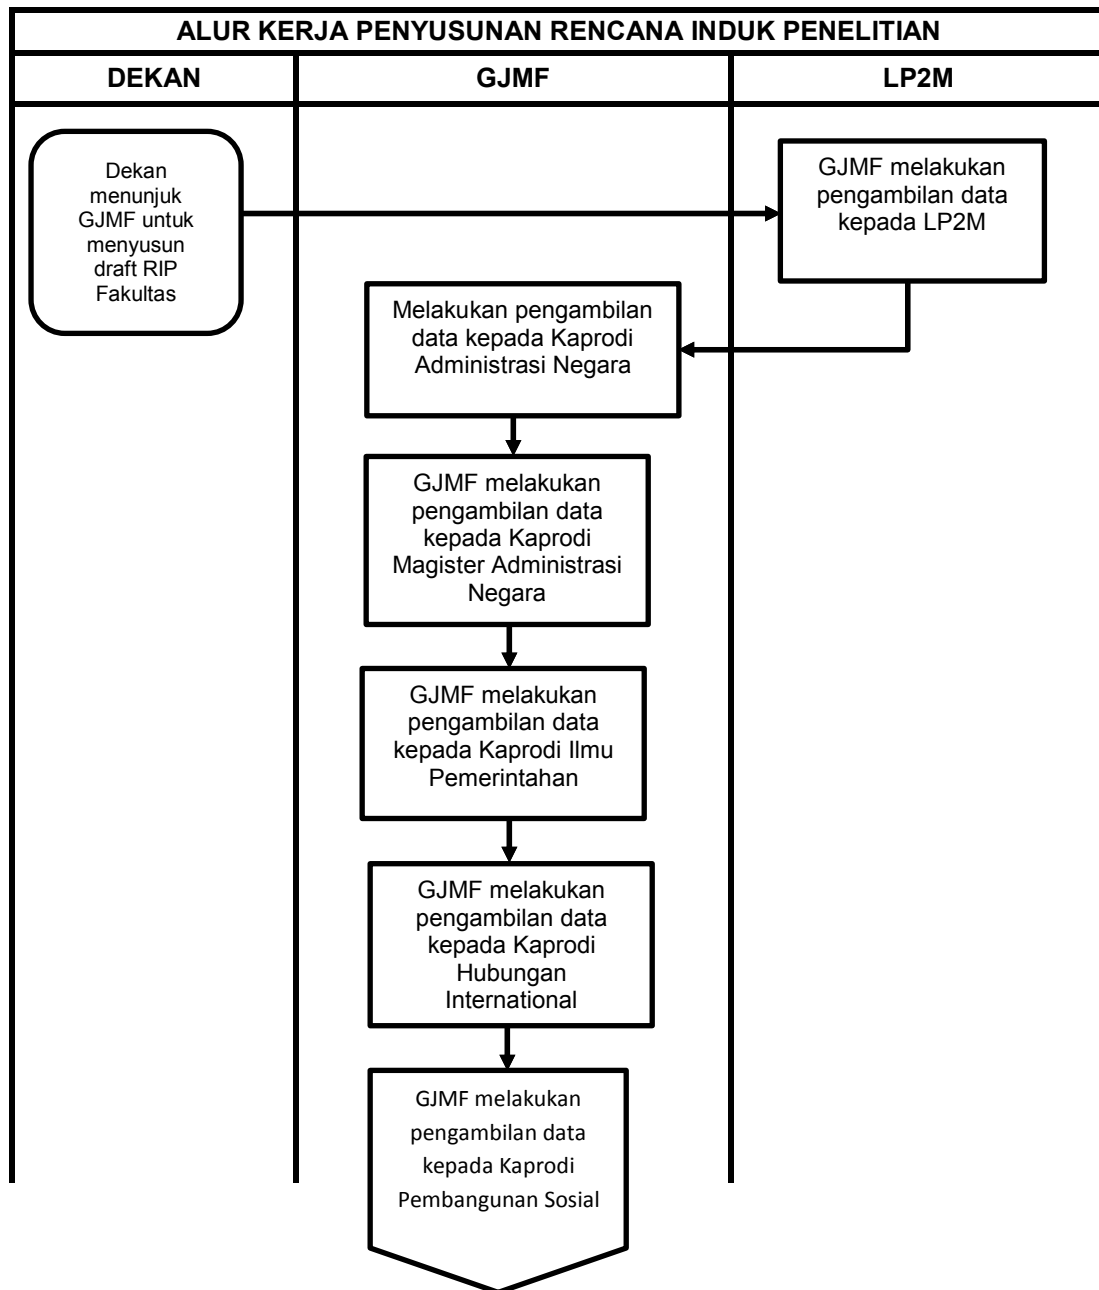 ALUR KERJA PENYUSUNAN RENCANA INDUK PENELITIAN
DEKAN
GJMF
LP2M
Dekan
menunjuk
GJMF untuk
menyusun
draft RIP
Fakultas
GJMF melakukan
pengambilan data
kepada LP2M
Melakukan pengambilan
data kepada Kaprodi
Administrasi Negara
GJMF melakukan
pengambilan data
kepada Kaprodi
Magister Administrasi
Negara
GJMF melakukan
pengambilan data
kepada Kaprodi Ilmu
Pemerintahan
GJMF melakukan
pengambilan data
kepada Kaprodi
Hubungan
International
GJMF melakukan
pengambilan data
kepada Kaprodi
Pembangunan Sosial